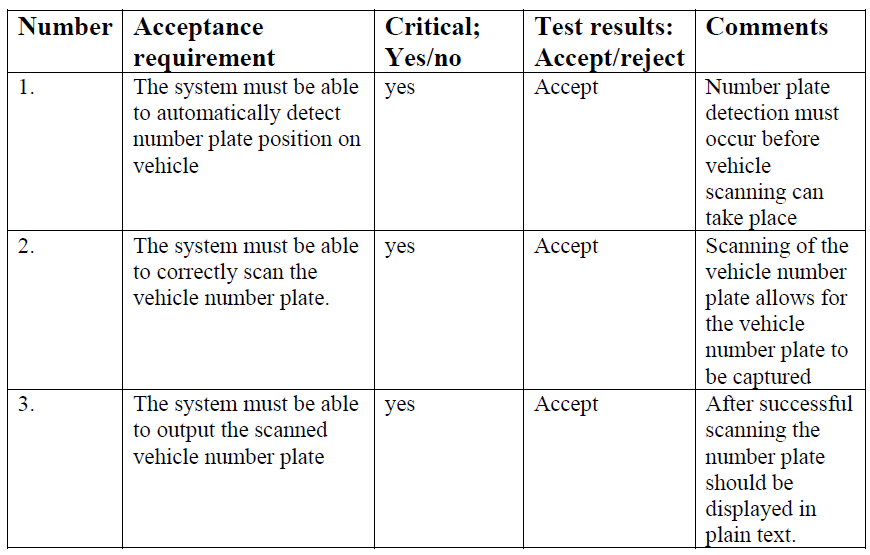 Number Acceptance requirement Critical; Yes/no Test results: Accept/reject Comments
1.
The system must be able
to automatically detect
number plate position on
vehicle
yes
Accept
Number plate
detection must
occur before
vehicle
scanning can
take place
2.
The system must be able
to correctly scan the
vehicle number plate.
yes
Accept
Scanning of the
vehicle number
plate allows for
the vehicle
number plate to
be captured
3.
The system must be able
to output the scanned
vehicle number plate
yes
Accept
After successful
scanning the
number plate
should be
displayed in
plain text.